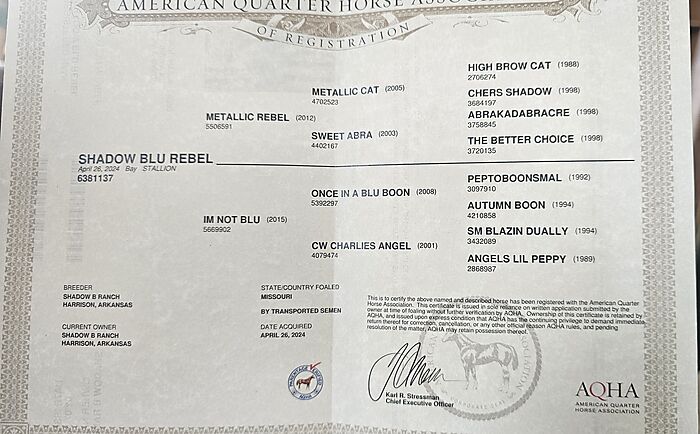 AMERICAN QUARTER HORSE
OF REGISTRATION
HIGH BROW CAT (1988)
2706274
METALLIC CAT (2005)
4702523
CHERS SHADOW (1998)
3684197
METALLIC REBEL (2012)
5506591
ABRAKADABRACRE (1998)
3758845
SWEET ABRA (2003)
4402167
THE BETTER CHOICE (1998)
3720135
SHADOW BLU REBEL
April 26, 2024 Bay STALLION
6381137
PEPTOBOONSMAL (1992)
3097910
ONCE IN A BLU BOON (2008)
5392297
AUTUMN BOON (1994)
4210858
IM NOT BLU (2015)
5669902
SM BLAZIN DUALLY (1994)
3432089
CW CHARLIES ANGEL (2001)
4079474
ANGELS LIL PEPPY (1989)
2868987
BREEDER
SHADOW B RANCH
HARRISON, ARKANSAS
CURRENT OWNER
SHADOW B RANCH
HARRISON, ARKANSAS
STATE/COUNTRY FOALED
MISSOURI
BY TRANSPORTED SEMEN
DATE ACQUIRED
APRIL 26, 2024
This is to certify the above named and described horse has been registered with the American Quarter
Horse Association. This certificate is issued in sole reliance on written application submitted by the
owner at time of foaling without further verification by AQHA. Ownership of this certificate is retained by
AQHA, and issued upon express condition that AQHA has the continuing privilege to demand immediate
return thereof for correction, cancellation, or any other official reason AQHA rules, and pending
resolution of the matter, AQHA may retain possession thereof.
Karl R. Stressman
Chief Executive Officer
PARENTAGE VERIFIED
AQHA
AQHA
AMERICAN QUARTER
HORSE ASSOCIATION